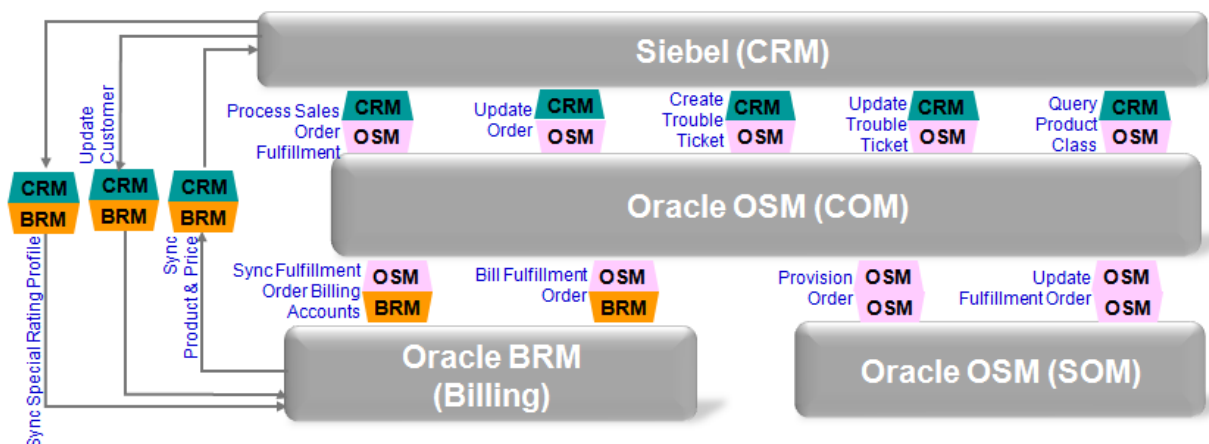 Siebel (CRM)
Process Sales
Order
Fulfillment
CRM
OSM
Update
Order
CRM
OSM
Create
Trouble
Ticket
CRM
OSM
Update
Trouble
Ticket
CRM
OSM
Query
Product
Class
CRM
OSM
Update
Customer
CRM
BRM
CRM
BRM
CRM
BRM
Oracle OSM (COM)
Sync Special Rating Profile
Sync
Product & Price
Sync Fulfillment
Order Billing
Accounts
OSM
BRM
Bill Fulfillment
Order
OSM
BRM
Provision
Order
OSM
OSM
Update
Fulfillment Order
OSM
OSM
Oracle BRM
(Billing)
Oracle OSM (SOM)